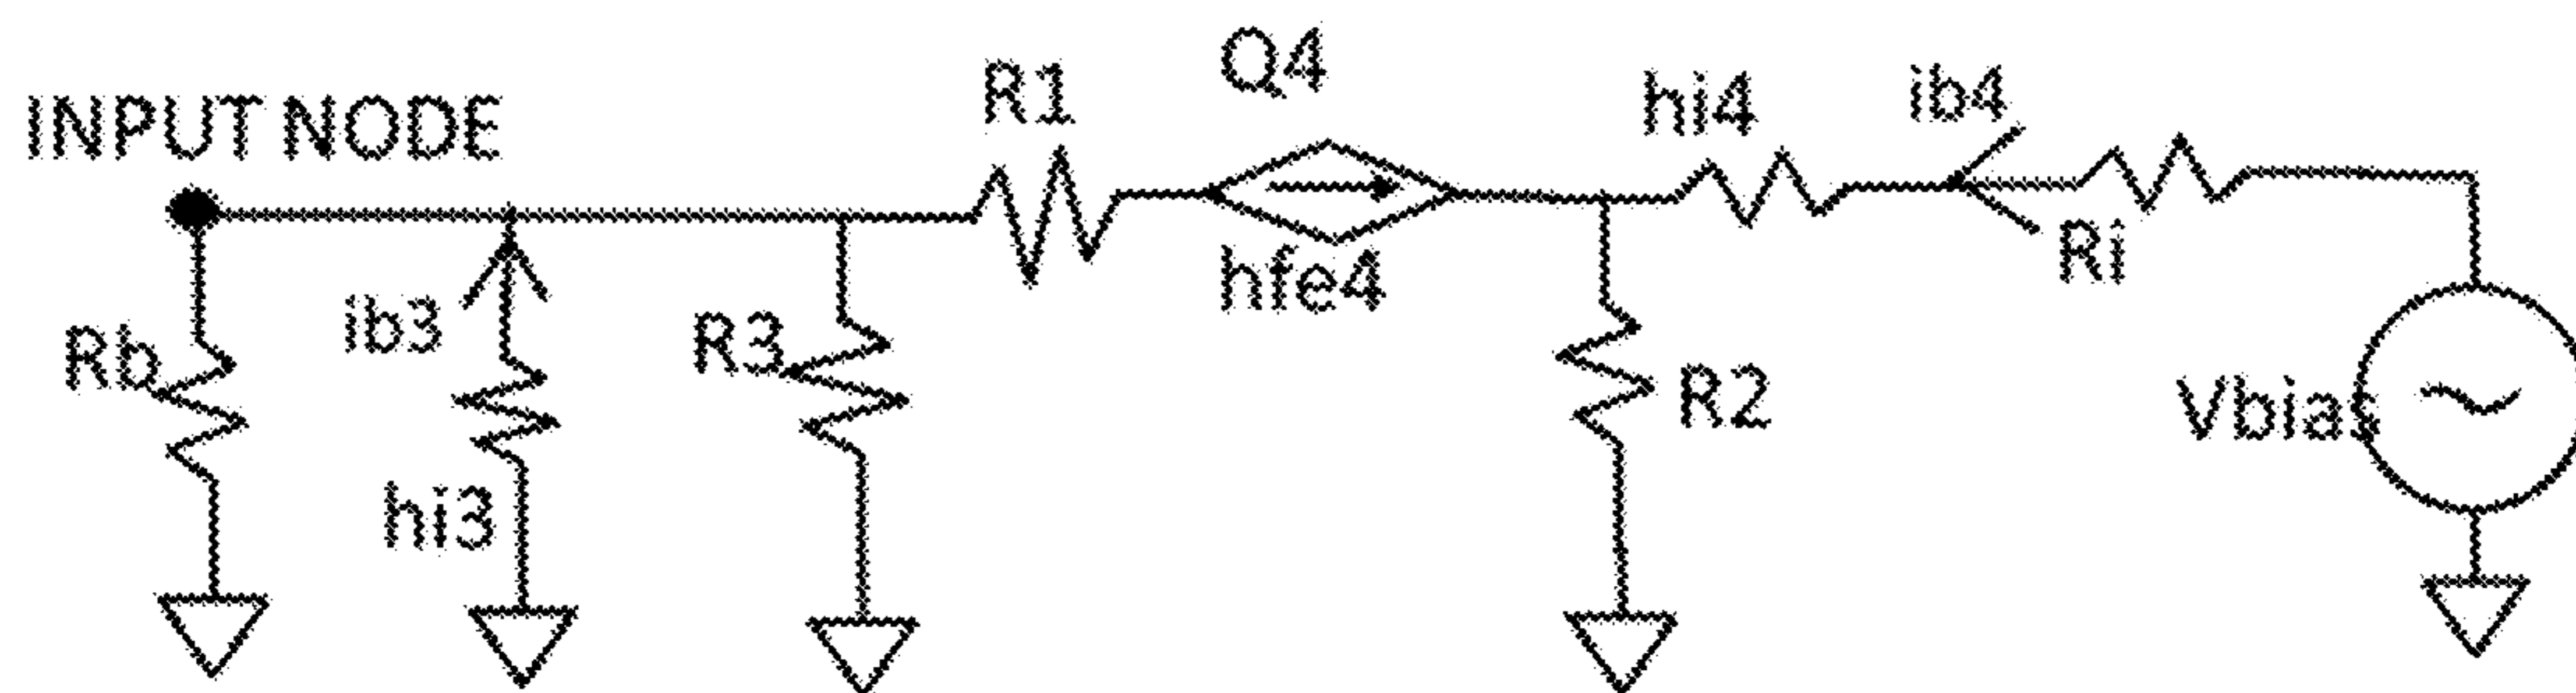 Q4
R1
hi4
ib4
INPUT NODE
Ri
hfe4
ib3
R3
Rb
R2
Vbias
hi3